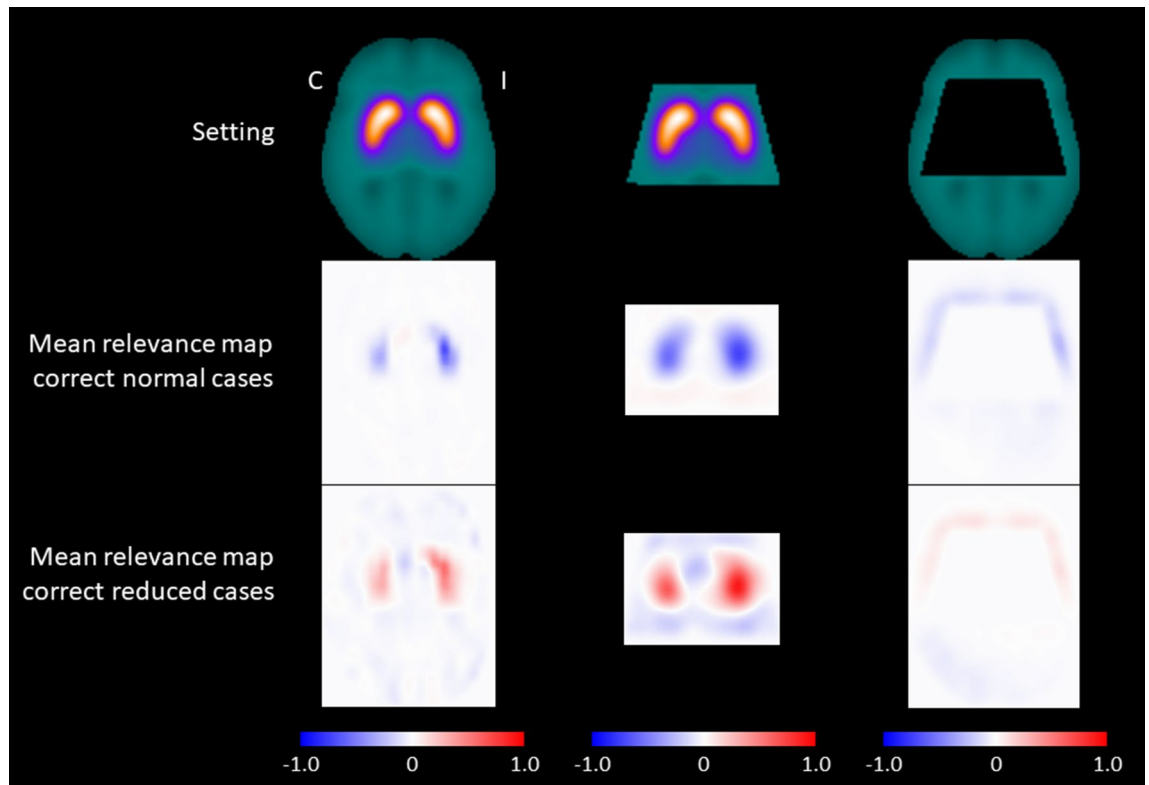 C I
Setting
Mean relevance map
correct normal cases
Mean relevance map
correct reduced cases
-1.0 0 1.0 -1.0 0 1.0 -1.0 0 1.0